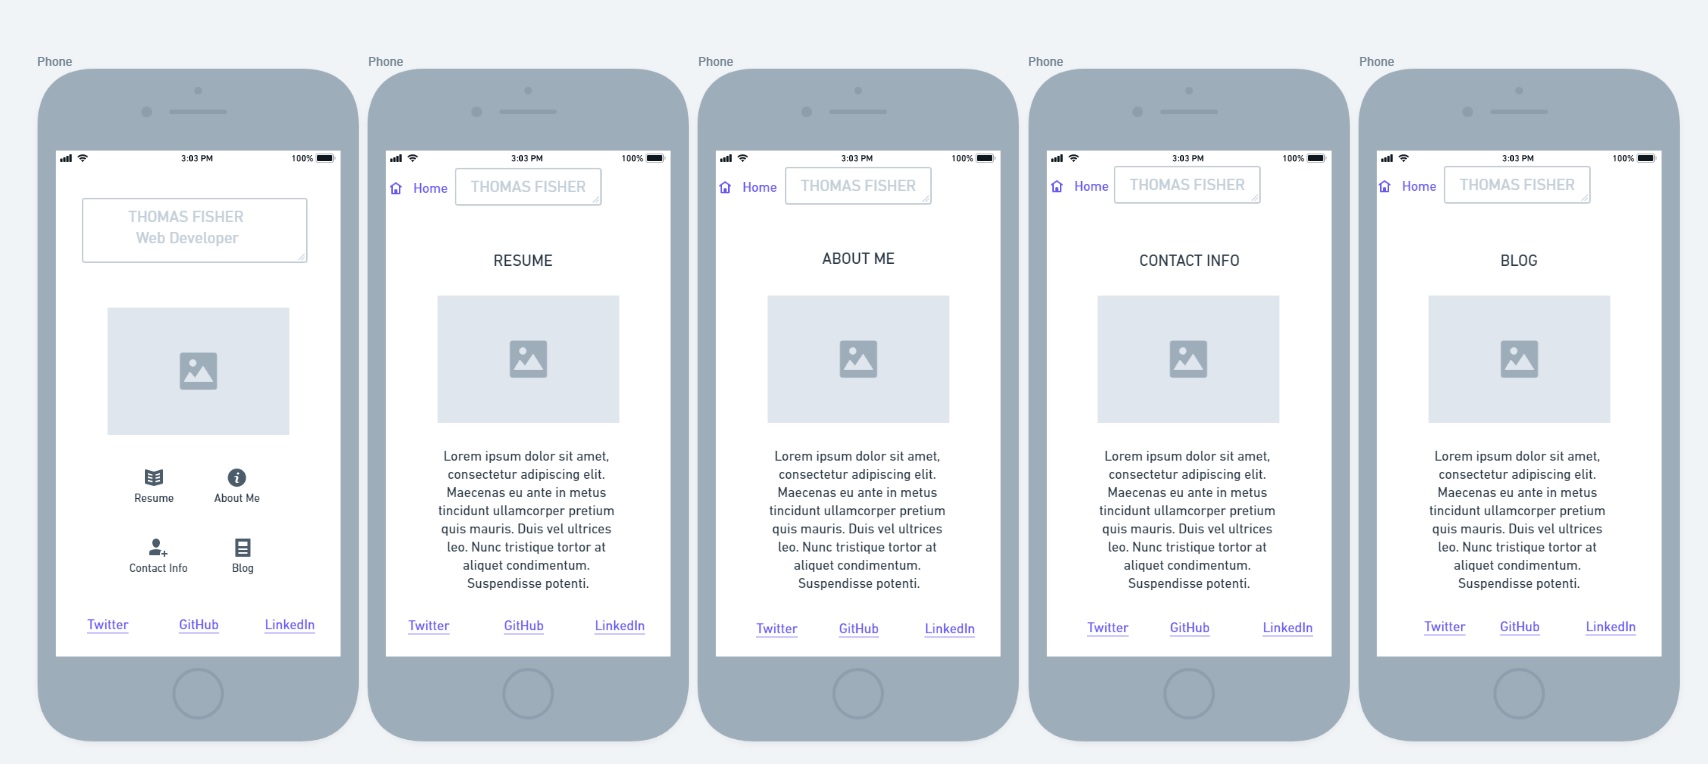 Phone
3:03 PM
100%
THOMAS FISHER
Web Developer
Resume
About Me
Contact Info
Blog
Twitter
GitHub
LinkedIn
Phone
3:03 PM
100%
Home
THOMAS FISHER
RESUME
Lorem ipsum dolor sit amet,
consectetur adipiscing elit.
Maecenas eu ante in metus
tincidunt ullamcorper pretium
quis mauris. Duis vel ultrices
leo. Nunc tristique tortor at
aliquet condimentum.
Suspendisse potenti.
Twitter
GitHub
LinkedIn
Phone
3:03 PM
100%
Home
THOMAS FISHER
ABOUT ME
Lorem ipsum dolor sit amet,
consectetur adipiscing elit.
Maecenas eu ante in metus
tincidunt ullamcorper pretium
quis mauris. Duis vel ultrices
leo. Nunc tristique tortor at
aliquet condimentum.
Suspendisse potenti.
Twitter
GitHub
LinkedIn
Phone
3:03 PM
100%
Home
THOMAS FISHER
CONTACT INFO
Lorem ipsum dolor sit amet,
consectetur adipiscing elit.
Maecenas eu ante in metus
tincidunt ullamcorper pretium
quis mauris. Duis vel ultrices
leo. Nunc tristique tortor at
aliquet condimentum.
Suspendisse potenti.
Twitter
GitHub
LinkedIn
Phone
3:03 PM
100%
Home
THOMAS FISHER
BLOG
Lorem ipsum dolor sit amet,
consectetur adipiscing elit.
Maecenas eu ante in metus
tincidunt ullamcorper pretium
quis mauris. Duis vel ultrices
leo. Nunc tristique tortor at
aliquet condimentum.
Suspendisse potenti.
Twitter
GitHub
LinkedIn